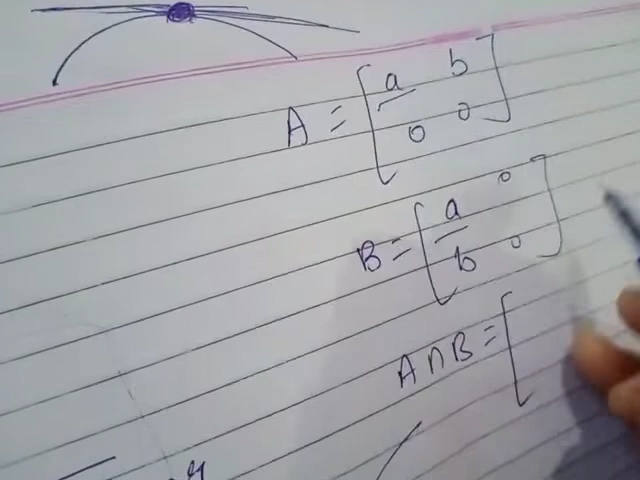 A = [ a b
0 0 ]
B = [ a 0
b 0 ]
A ∩ B = [